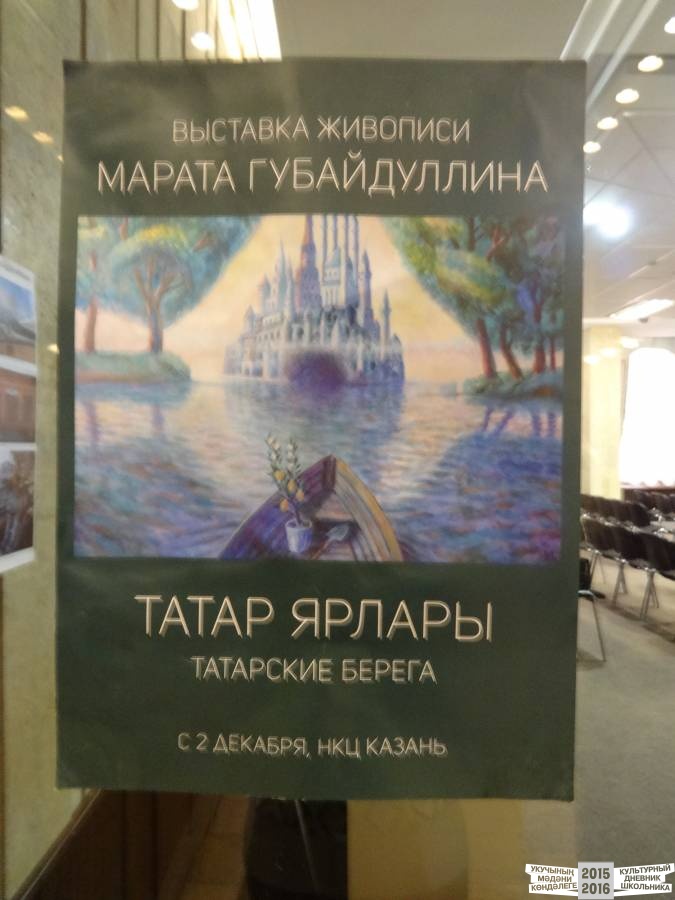 ВЫСТАВКА ЖИВОПИСИ
МАРАТА ГУБАЙДУЛЛИНА
ТАТАР ЯРЛАРЫ
ТАТАРСКИЕ БЕРЕГА
С 2 ДЕКАБРЯ, НКЦ КАЗАНЬ
УКУЧЫНЫҢ
МӘДӘНИ
КӨНДӘЛЕГЕ
2015
2016
КУЛЬТУРНЫЙ
ДНЕВНИК
ШКОЛЬНИКА